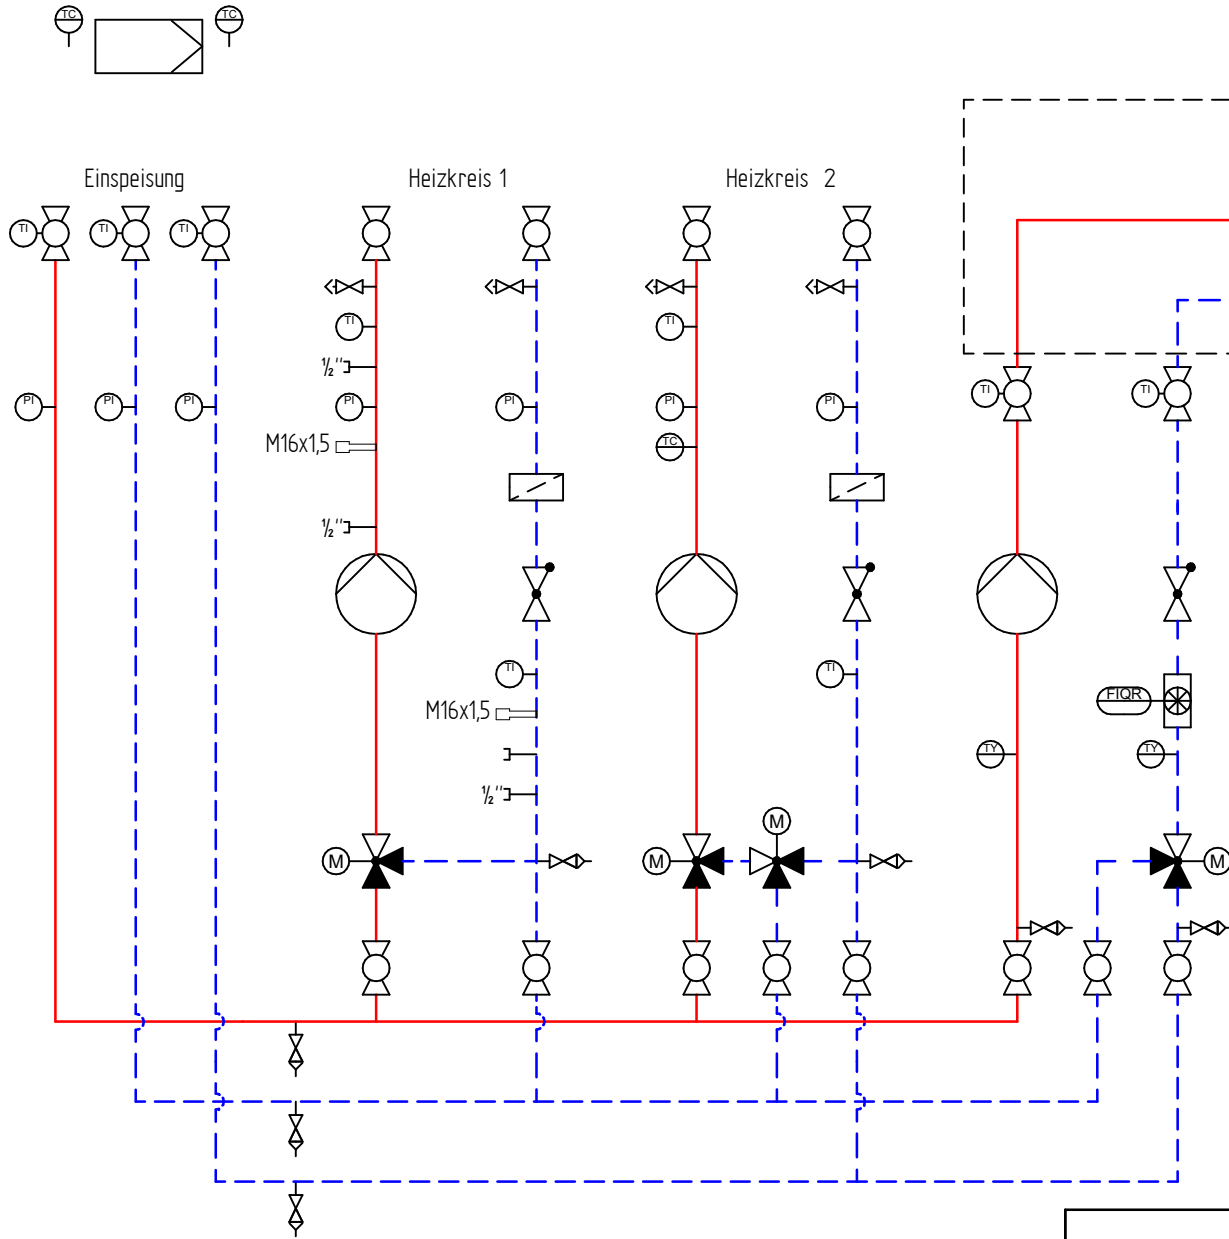 TC TC
Einspeisung Heizkreis 1 Heizkreis 2
TI TI TI
TI TI
½" TI TI
PI PI PI PI PI PI PI
M16x1,5 TC
½"
TI TI
M16x1,5 FIQR
TY TY
½"
M
M M M